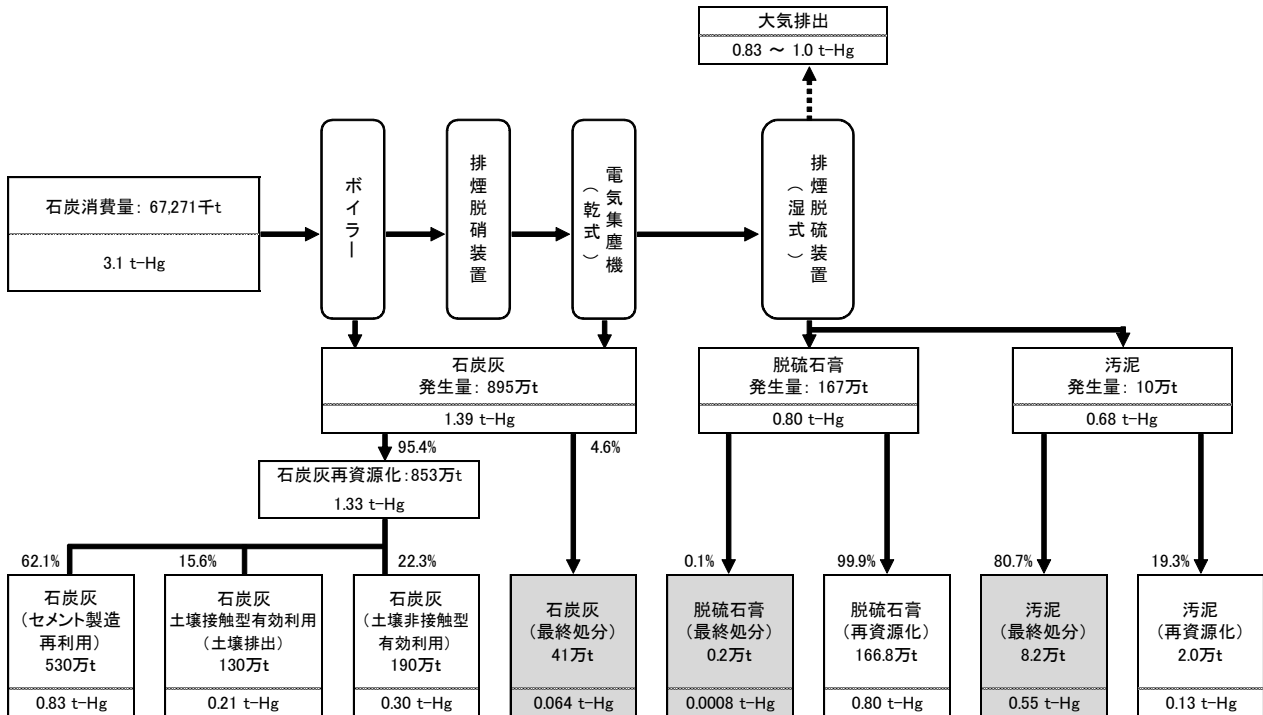 大気排出
0.83 ～ 1.0 t-Hg
石炭消費量: 67,271千t
3.1 t-Hg
ボイラー
排煙脱硝装置
電気集塵機
（乾式）
排煙脱硫装置
（湿式）
石炭灰
発生量: 895万t
1.39 t-Hg
脱硫石膏
発生量: 167万t
0.80 t-Hg
汚泥
発生量: 10万t
0.68 t-Hg
95.4%
4.6%
石炭灰再資源化:853万t
1.33 t-Hg
62.1%
15.6%
22.3%
0.1%
99.9%
80.7%
19.3%
石炭灰
（セメント製造
再利用）
530万t
0.83 t-Hg
石炭灰
土壌接触型有効利用
（土壌排出）
130万t
0.21 t-Hg
石炭灰
（土壌非接触型
有効利用）
190万t
0.30 t-Hg
石炭灰
（最終処分）
41万t
0.064 t-Hg
脱硫石膏
（最終処分）
0.2万t
0.0008 t-Hg
脱硫石膏
（再資源化）
166.8万t
0.80 t-Hg
汚泥
（最終処分）
8.2万t
0.55 t-Hg
汚泥
（再資源化）
2.0万t
0.13 t-Hg